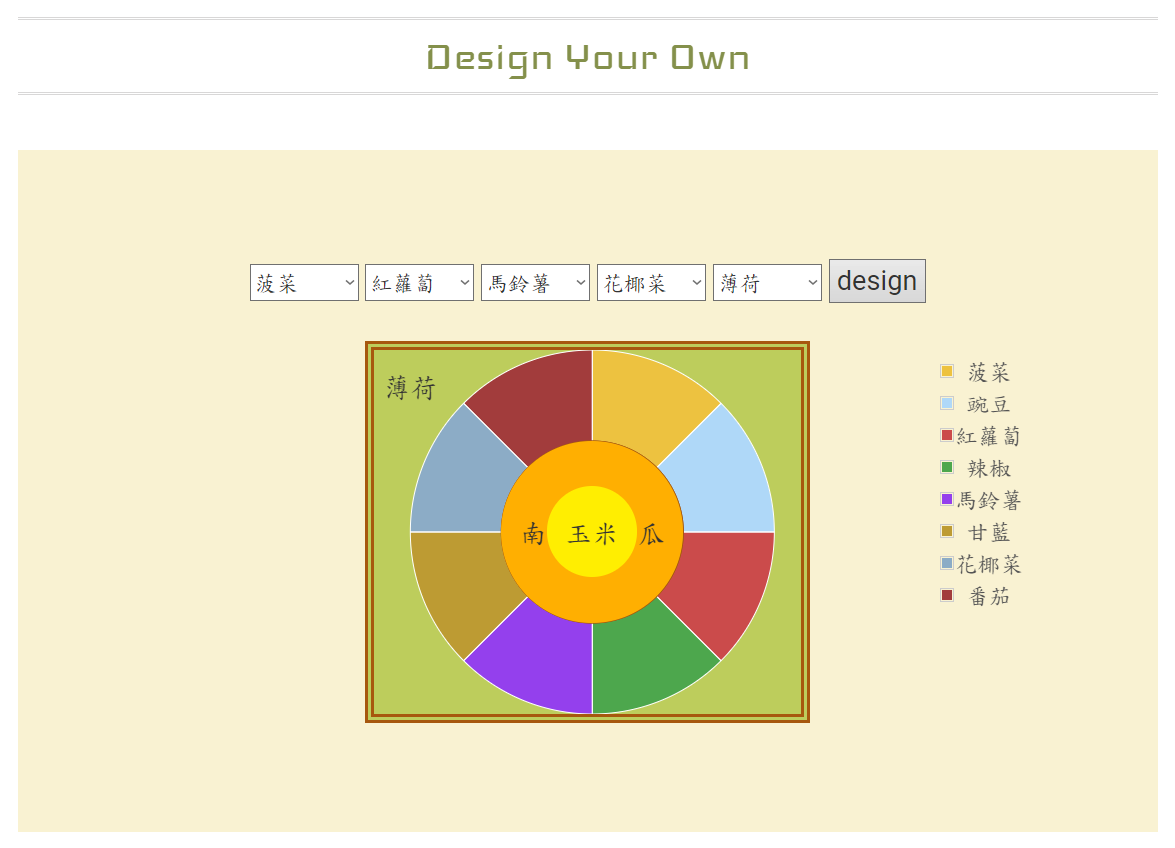 Design Your Own
菠菜 紅蘿蔔 馬鈴薯 花椰菜 薄荷 design
薄荷
南 玉米 瓜
菠菜
豌豆
紅蘿蔔
辣椒
馬鈴薯
甘藍
花椰菜
番茄